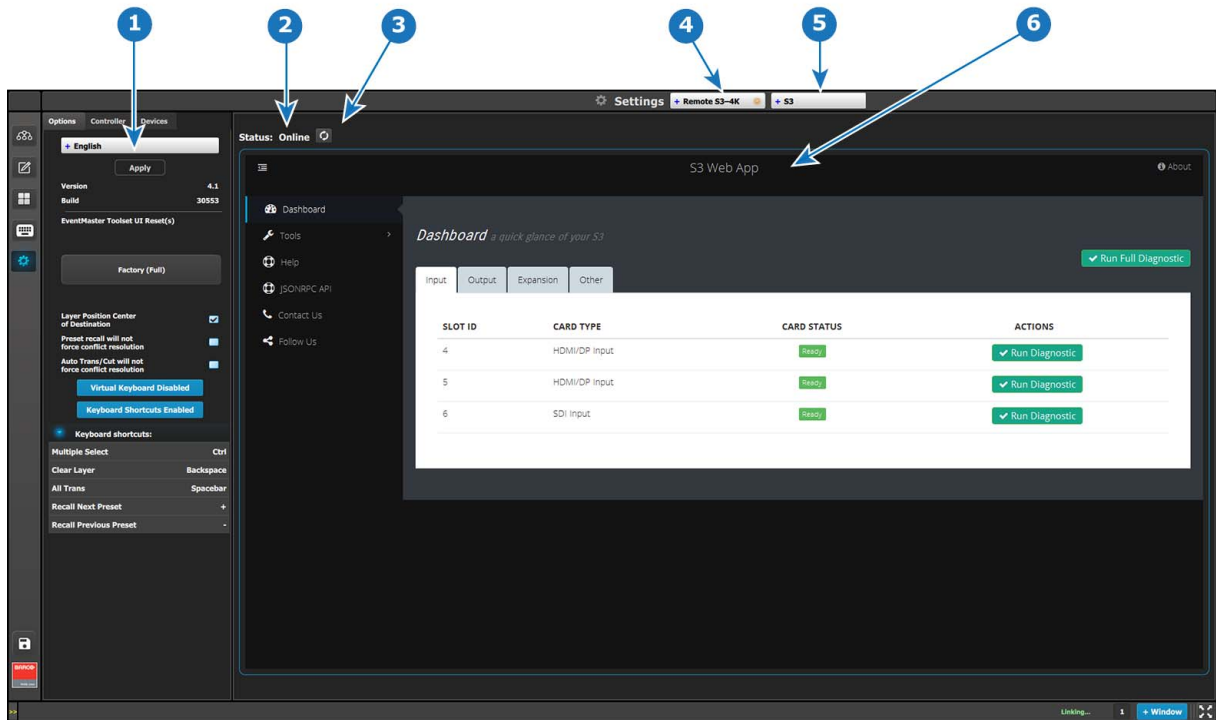 1
2
3
4
5
6
Settings
+ Remote S3-4K
+ S3
Options Controller Devices
+ English
Apply
Version 4.1
Build 30553
EventMaster Toolset UI Reset(s)
Factory (Full)
Layer Position Center
of Destination
Preset recall will not
force conflict resolution
Auto Trans/Cut will not
force conflict resolution
Virtual Keyboard Disabled
Keyboard Shortcuts Enabled
Keyboard shortcuts:
Multiple Select Ctrl
Clear Layer Backspace
All Trans Spacebar
Recall Next Preset +
Recall Previous Preset -
Status: Online
S3 Web App
About
Dashboard
Tools >
Help
JSONRPC API
Contact Us
Follow Us
Dashboard a quick glance of your S3
Run Full Diagnostic
Input Output Expansion Other
SLOT ID CARD TYPE CARD STATUS ACTIONS
4 HDMI/DP Input Ready Run Diagnostic
5 HDMI/DP Input Ready Run Diagnostic
6 SDI Input Ready Run Diagnostic
BARCO
>>
Linking... 1 + Window